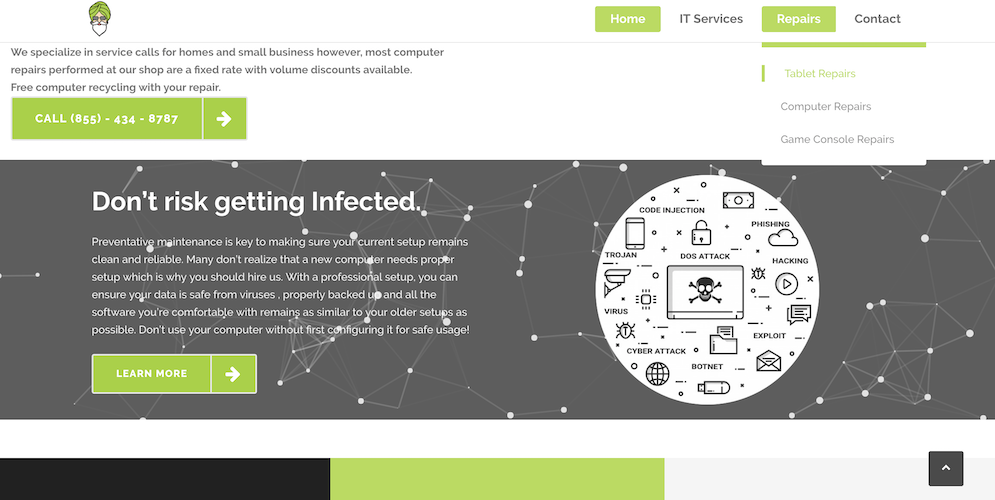 Home
IT Services
Repairs
Contact
We specialize in service calls for homes and small business however, most computer
repairs performed at our shop are a fixed rate with volume discounts available.
Free computer recycling with your repair.
CALL (855) - 434 - 8787
Tablet Repairs
Computer Repairs
Game Console Repairs
Don't risk getting Infected.
Preventative maintenance is key to making sure your current setup remains
clean and reliable. Many don't realize that a new computer needs proper
setup which is why you should hire us. With a professional setup, you can
ensure your data is safe from viruses , properly backed up and all the
software you're comfortable with remains as similar to your older setups as
possible. Don't use your computer without first configuring it for safe usage!
LEARN MORE
CODE INJECTION
PHISHING
TROJAN
DOS ATTACK
HACKING
VIRUS
EXPLOIT
CYBER ATTACK
BOTNET